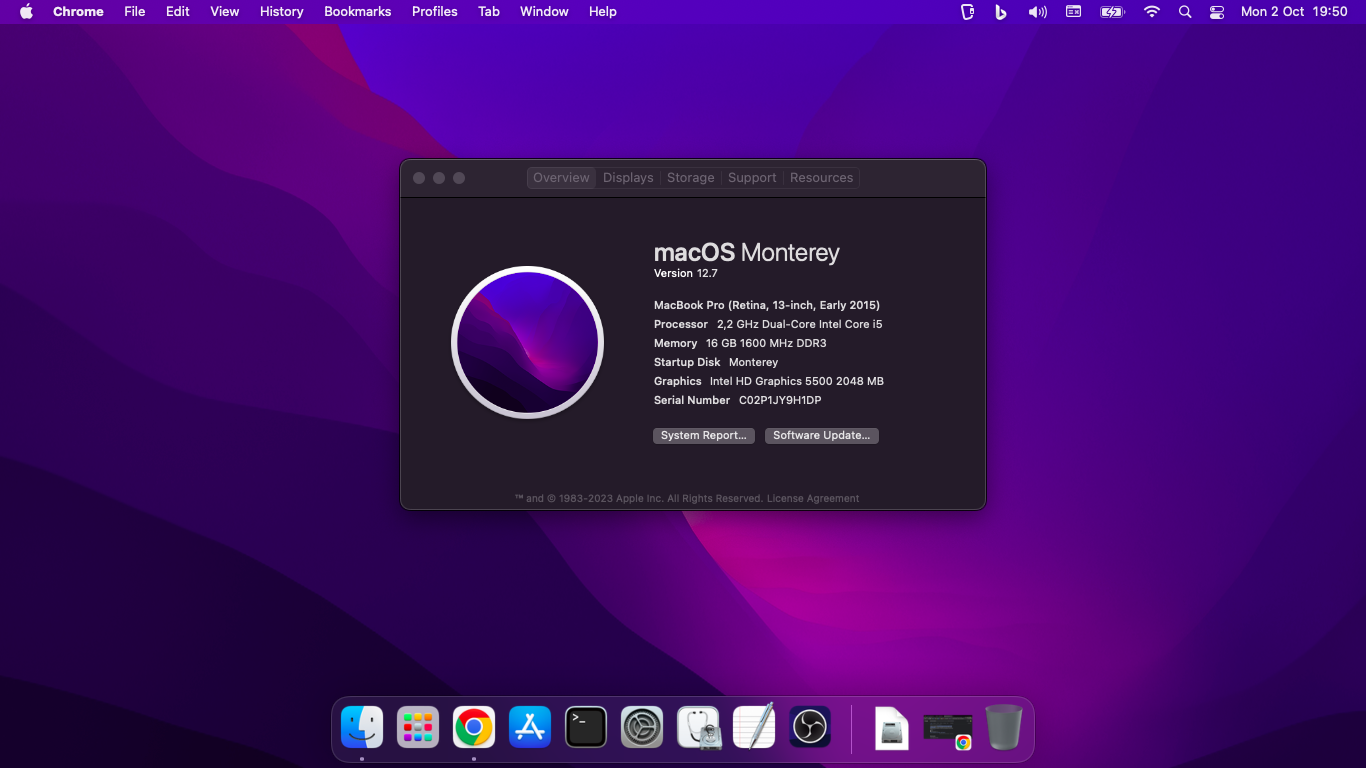 Chrome File Edit View History Bookmarks Profiles Tab Window Help Mon 2 Oct 19:50
Overview Displays Storage Support Resources
macOS Monterey
Version 12.7
MacBook Pro (Retina, 13-inch, Early 2015)
Processor 2,2 GHz Dual-Core Intel Core i5
Memory 16 GB 1600 MHz DDR3
Startup Disk Monterey
Graphics Intel HD Graphics 5500 2048 MB
Serial Number C02P1JY9H1DP
System Report... Software Update...
™ and © 1983-2023 Apple Inc. All Rights Reserved. License Agreement